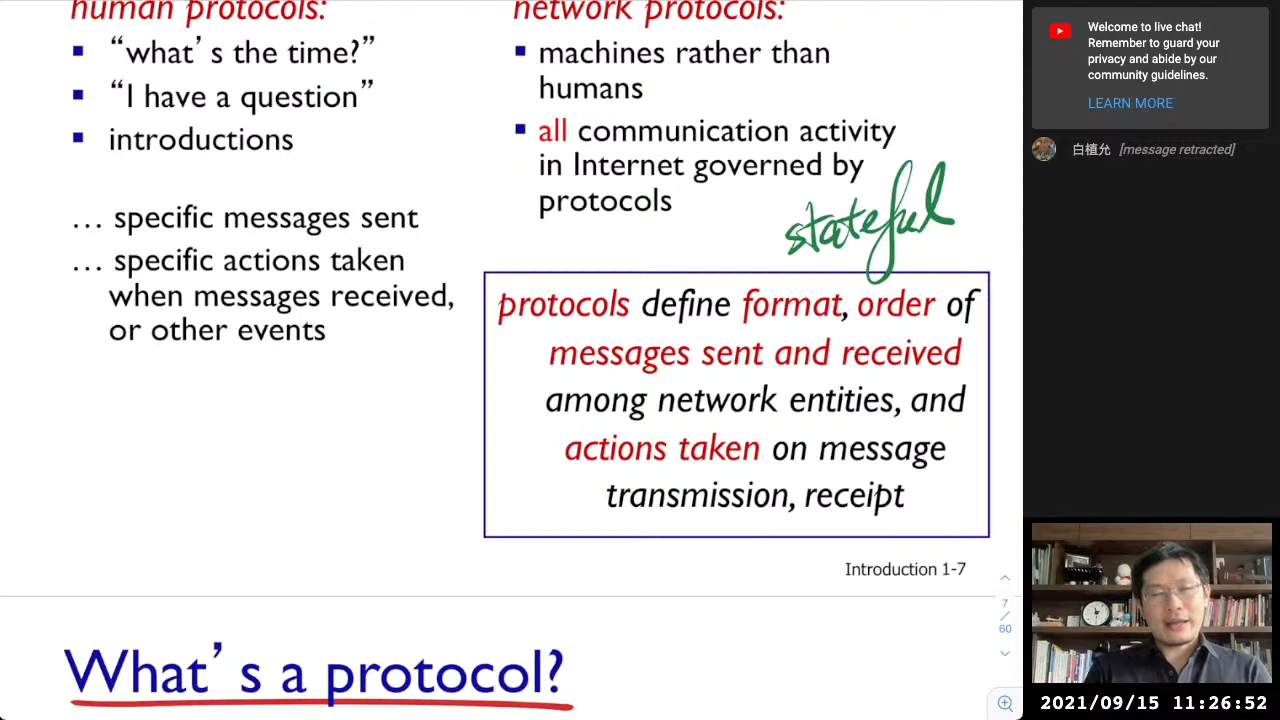 human protocols:
▪ “what’s the time?”
▪ “I have a question”
▪ introductions
… specific messages sent
… specific actions taken
when messages received,
or other events
network protocols:
▪ machines rather than
humans
▪ all communication activity
in Internet governed by
protocols
stateful
protocols define format, order of
messages sent and received
among network entities, and
actions taken on message
transmission, receipt
Introduction 1-7
7
/
60
What’s a protocol?
Welcome to live chat!
Remember to guard your
privacy and abide by our
community guidelines.
LEARN MORE
白植允 [message retracted]
2021/09/15 11:26:52